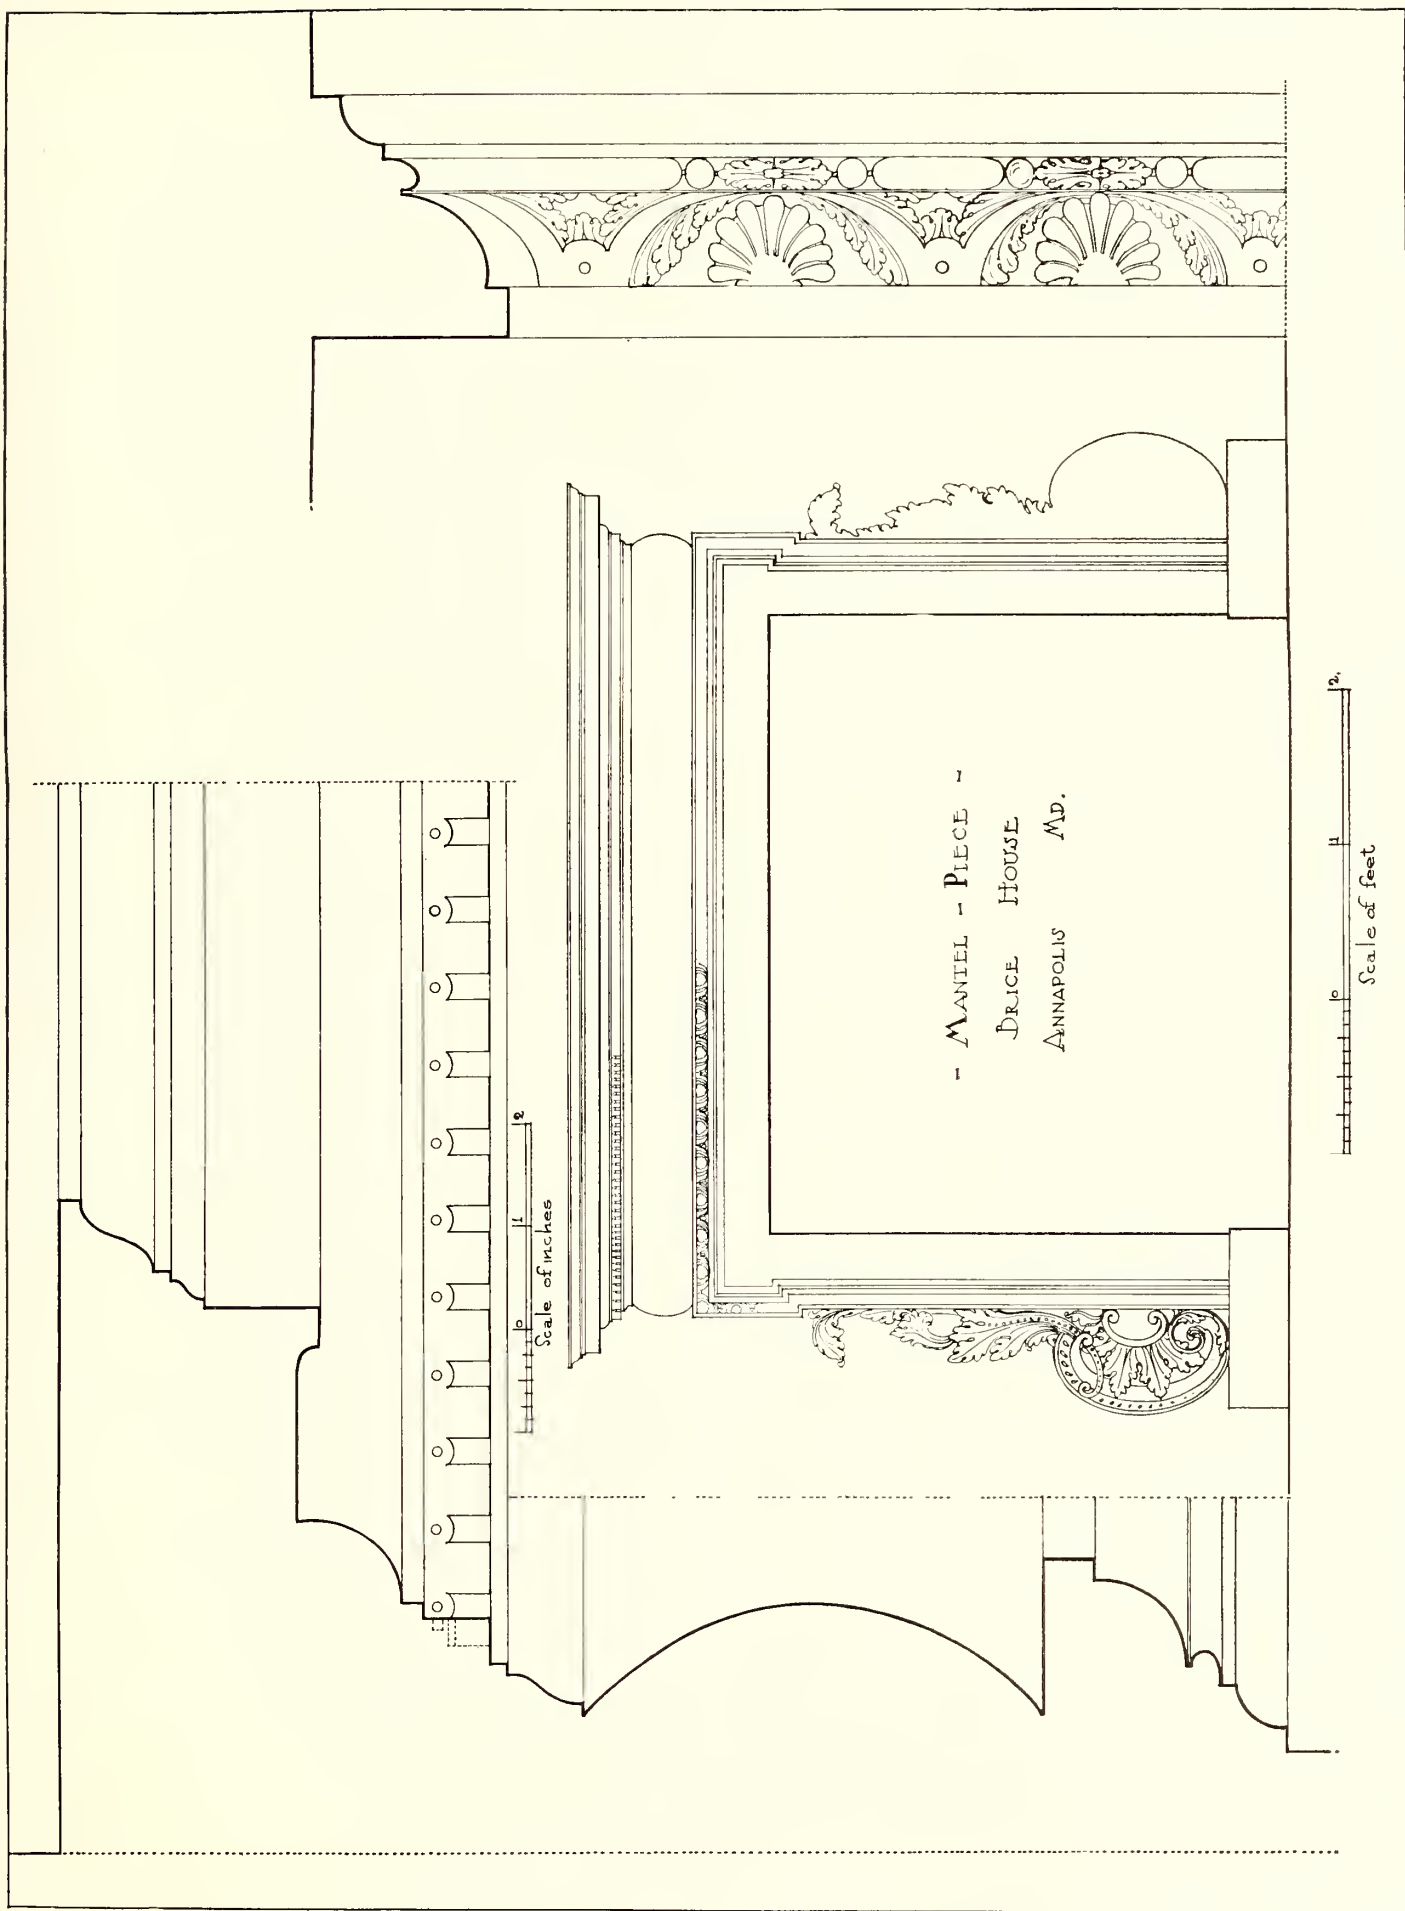 - MANTEL - PIECE -
BRICE HOUSE
ANNAPOLIS MD.
0 1 2
Scale of inches
0 1 2.
Scale of feet